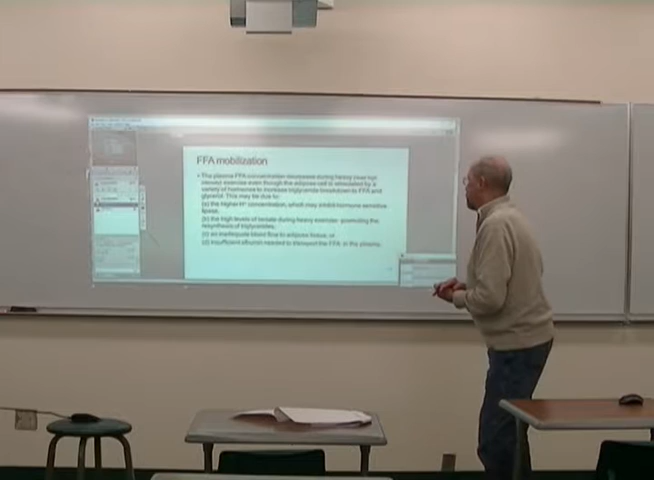 FFA mobilization
• The plasma FFA concentration decreases during heavy (over
exercise even though the adipose cell is stimulated by a
variety of hormones to increase triglyceride breakdown to FFA and
glycerol. This may be due to:
(a) the higher H+ concentration, which may inhibit hormone sensitive
lipase,
(b) the high levels of lactate during heavy exercise promoting the
resynthesis of triglycerides,
(c) an inadequate blood flow to adipose tissue, or
(d) insufficient albumin needed to transport the FFA in the plasma.